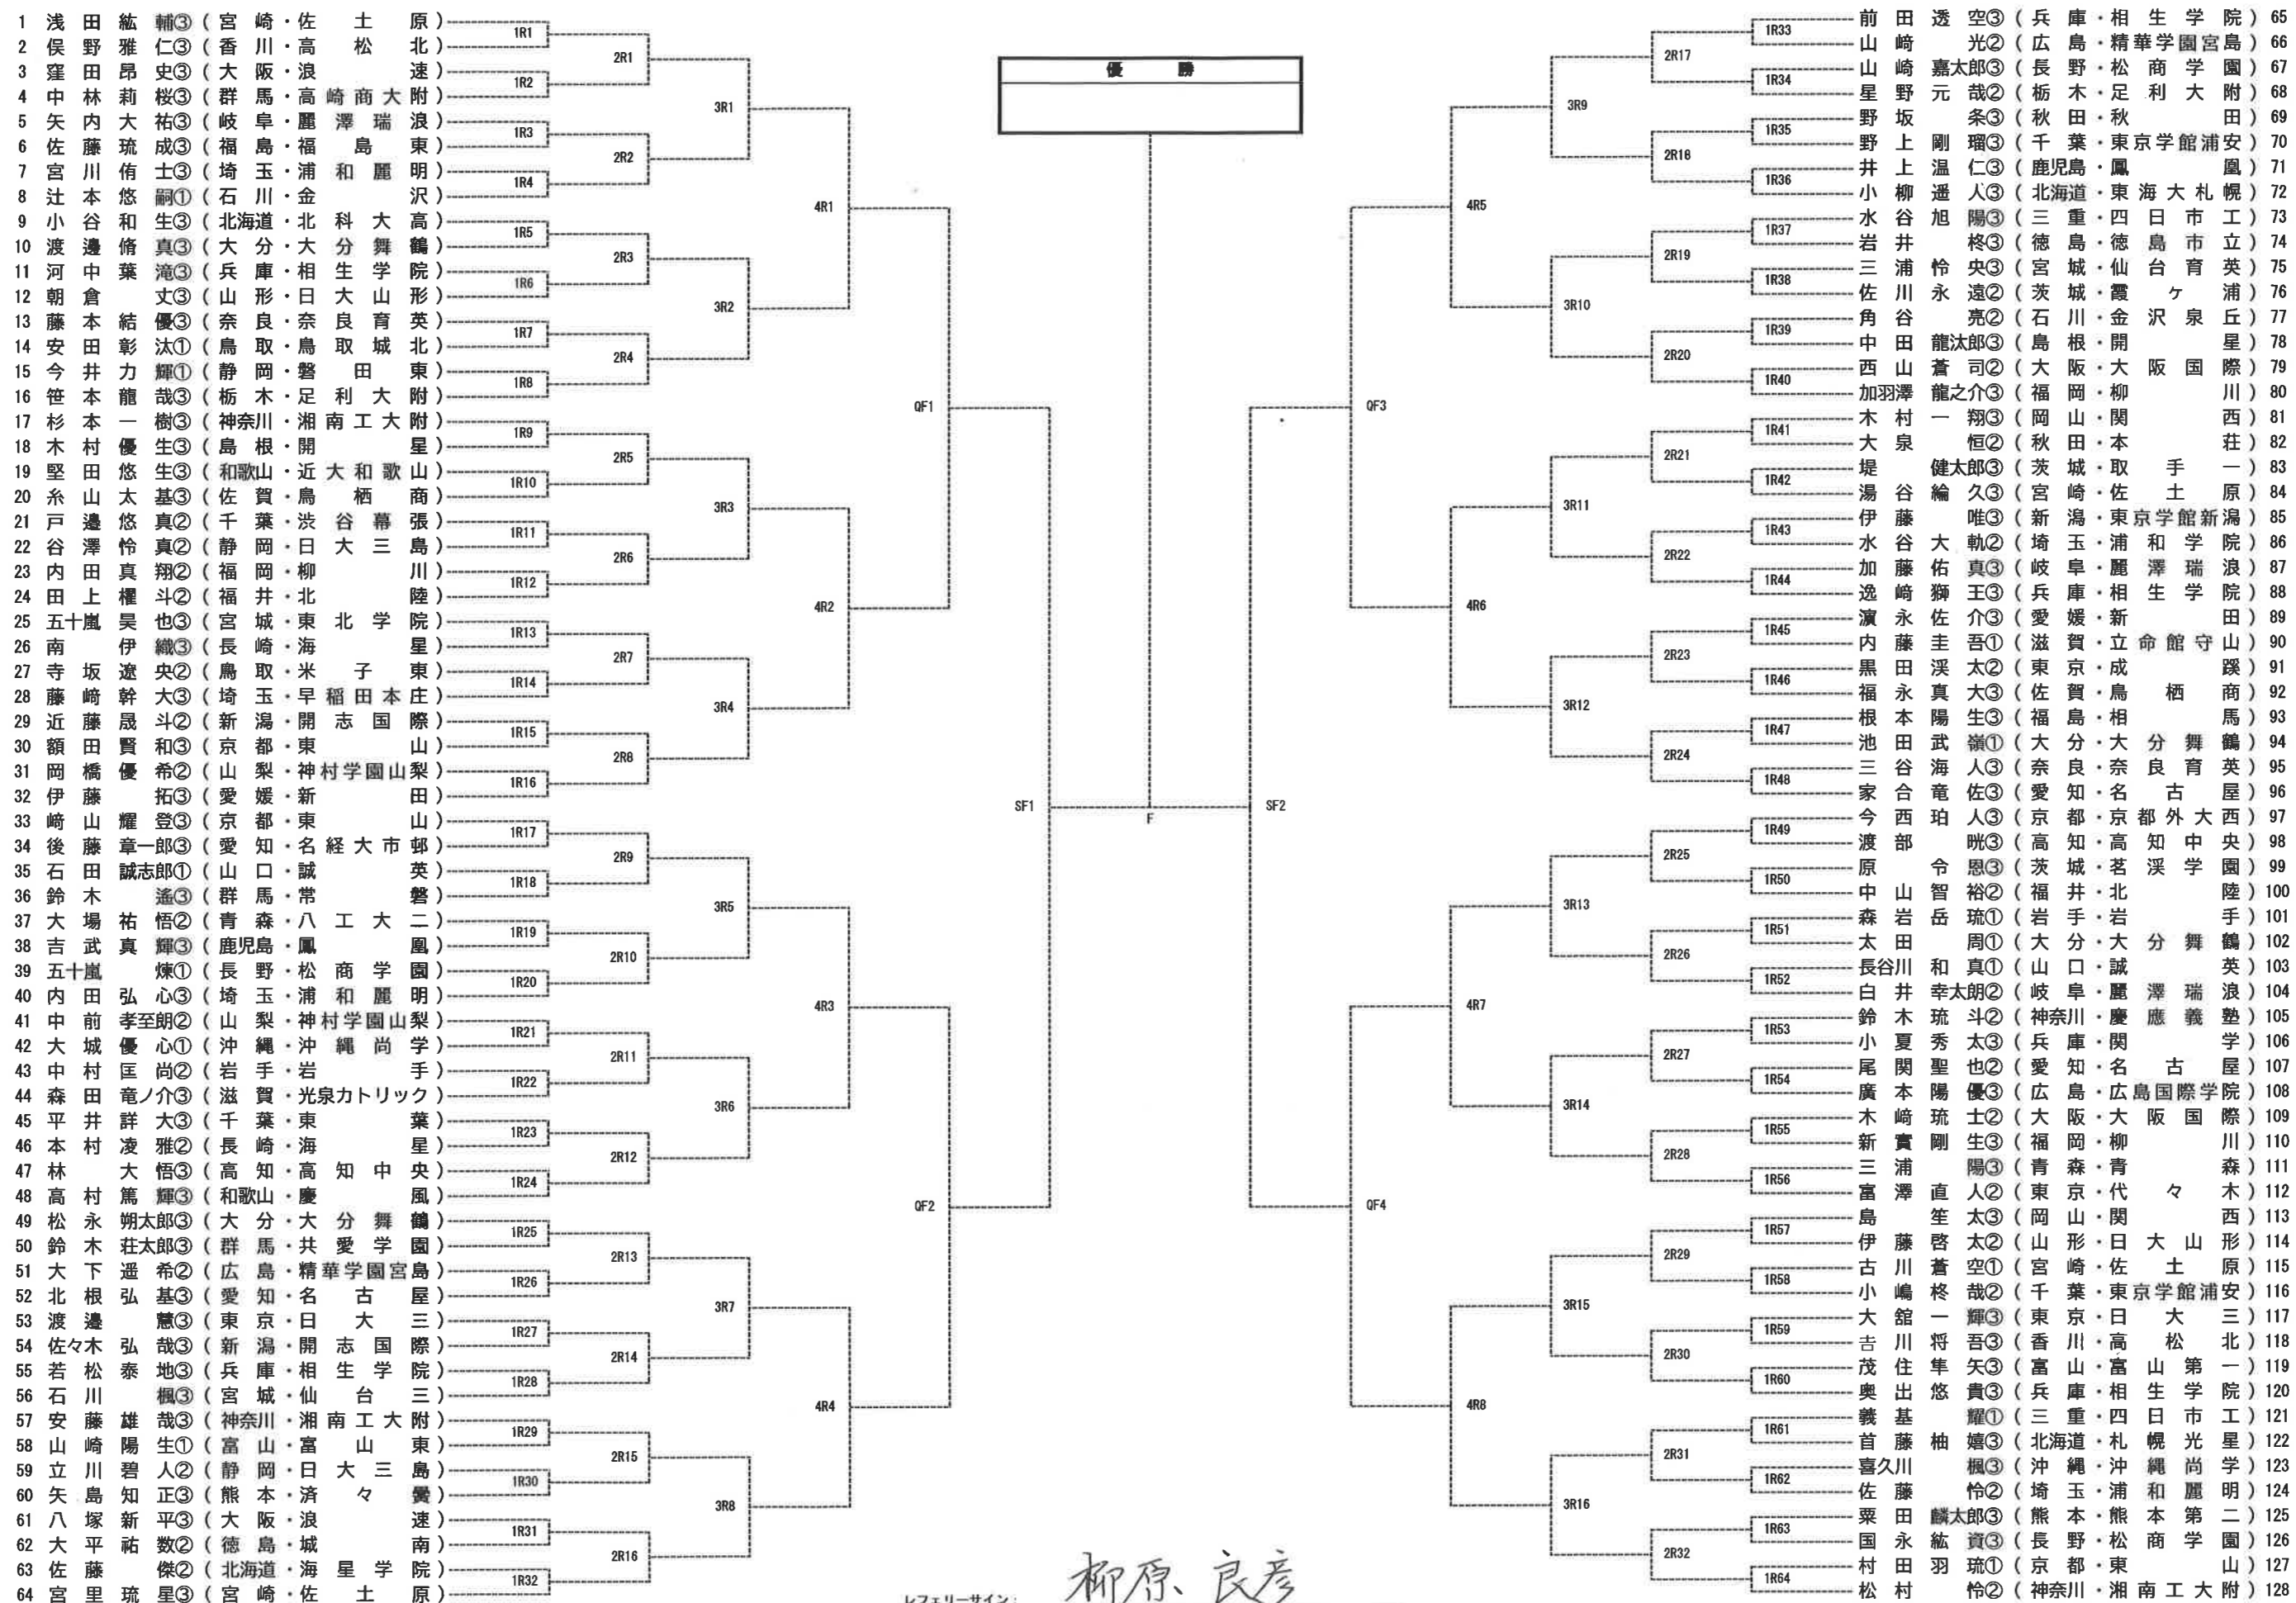 優 勝
1 浅田 紘輔③ (宮崎・佐土原)
2 俣野 雅仁③ (香川・高松北)
3 窪田 昂史③ (大阪・浪速)
4 中林 莉桜③ (群馬・高崎商大附)
5 矢内 大祐③ (岐阜・麗澤瑞浪)
6 佐藤 琉成③ (福島・福島東)
7 宮川 侑士③ (埼玉・浦和麗明)
8 辻本 悠嗣① (石川・金沢)
9 小谷 和生③ (北海道・北科大高)
10 渡邊 脩真③ (大分・大分舞鶴)
11 河中 葉滝③ (兵庫・相生学院)
12 朝倉 丈③ (山形・日大山形)
13 藤本 結優③ (奈良・奈良育英)
14 安田 彰汰① (鳥取・鳥取城北)
15 今井 力輝① (静岡・磐田東)
16 笹本 龍哉③ (栃木・足利大附)
17 杉本 一樹③ (神奈川・湘南工大附)
18 木村 優生③ (島根・開星)
19 堅田 悠生③ (和歌山・近大和歌山)
20 糸山 太基③ (佐賀・鳥栖商)
21 戸邉 悠真② (千葉・渋谷幕張)
22 谷澤 怜真② (静岡・日大三島)
23 内田 真翔② (福岡・柳川)
24 田上 櫂斗② (福井・北陸)
25 五十嵐 昊也③ (宮城・東北学院)
26 南 伊織③ (長崎・海星)
27 寺坂 遼央② (鳥取・米子東)
28 藤﨑 幹大③ (埼玉・早稲田本庄)
29 近藤 晟斗② (新潟・開志国際)
30 額田 賢和③ (京都・東山)
31 岡橋 優希② (山梨・神村学園山梨)
32 伊藤 拓③ (愛媛・新田)
33 﨑山 耀登③ (京都・東山)
34 後藤 章一郎③ (愛知・名経大市邨)
35 石田 誠志郎① (山口・誠英)
36 鈴木 遙③ (群馬・常磐)
37 大場 祐悟② (青森・八工大二)
38 吉武 真輝③ (鹿児島・鳳凰)
39 五十嵐 煉① (長野・松商学園)
40 内田 弘心③ (埼玉・浦和麗明)
41 中前 孝至朗② (山梨・神村学園山梨)
42 大城 優心① (沖縄・沖縄尚学)
43 中村 匡尚② (岩手・岩手)
44 森田 竜ノ介③ (滋賀・光泉カトリック)
45 平井 詳大③ (千葉・東葉)
46 本村 凌雅② (長崎・海星)
47 林 大悟③ (高知・高知中央)
48 高村 篤輝③ (和歌山・慶風)
49 松永 朔太郎③ (大分・大分舞鶴)
50 鈴木 荘太郎③ (群馬・共愛学園)
51 大下 遥希② (広島・精華学園宮島)
52 北根 弘基③ (愛知・名古屋)
53 渡邉 慧③ (東京・日大三)
54 佐々木 弘哉③ (新潟・開志国際)
55 若松 泰地③ (兵庫・相生学院)
56 石川 楓③ (宮城・仙台三)
57 安藤 雄哉③ (神奈川・湘南工大附)
58 山崎 陽生① (富山・富山東)
59 立川 碧人② (静岡・日大三島)
60 矢島 知正③ (熊本・済々黌)
61 八塚 新平③ (大阪・浪速)
62 大平 祐数② (徳島・城南)
63 佐藤 傑② (北海道・海星学院)
64 宮里 琉星③ (宮崎・佐土原)
1R1
1R2
1R3
1R4
1R5
1R6
1R7
1R8
1R9
1R10
1R11
1R12
1R13
1R14
1R15
1R16
1R17
1R18
1R19
1R20
1R21
1R22
1R23
1R24
1R25
1R26
1R27
1R28
1R29
1R30
1R31
1R32
2R1
2R2
2R3
2R4
2R5
2R6
2R7
2R8
2R9
2R10
2R11
2R12
2R13
2R14
2R15
2R16
3R1
3R2
3R3
3R4
3R5
3R6
3R7
3R8
4R1
4R2
4R3
4R4
QF1
QF2
SF1
F
SF2
QF3
QF4
4R5
4R6
4R7
4R8
3R9
3R10
3R11
3R12
3R13
3R14
3R15
3R16
2R17
2R18
2R19
2R20
2R21
2R22
2R23
2R24
2R25
2R26
2R27
2R28
2R29
2R30
2R31
2R32
1R33
1R34
1R35
1R36
1R37
1R38
1R39
1R40
1R41
1R42
1R43
1R44
1R45
1R46
1R47
1R48
1R49
1R50
1R51
1R52
1R53
1R54
1R55
1R56
1R57
1R58
1R59
1R60
1R61
1R62
1R63
1R64
前田 透空③ (兵庫・相生学院) 65
山﨑 光② (広島・精華学園宮島) 66
山崎 嘉太郎③ (長野・松商学園) 67
星野 元哉② (栃木・足利大附) 68
野坂 条③ (秋田・秋田) 69
野上 剛瑠③ (千葉・東京学館浦安) 70
井上 温仁③ (鹿児島・鳳凰) 71
小柳 遥人③ (北海道・東海大札幌) 72
水谷 旭陽③ (三重・四日市工) 73
岩井 柊③ (徳島・徳島市立) 74
三浦 怜央③ (宮城・仙台育英) 75
佐川 永遠② (茨城・霞ヶ浦) 76
角谷 亮② (石川・金沢泉丘) 77
中田 龍汰郎③ (島根・開星) 78
西山 蒼司② (大阪・大阪国際) 79
加羽澤 龍之介③ (福岡・柳川) 80
木村 一翔③ (岡山・関西) 81
大泉 恒② (秋田・本荘) 82
堤 健太郎③ (茨城・取手一) 83
湯谷 綸久③ (宮崎・佐土原) 84
伊藤 唯③ (新潟・東京学館新潟) 85
水谷 大軌② (埼玉・浦和学院) 86
加藤 佑真③ (岐阜・麗澤瑞浪) 87
逸﨑 獅王③ (兵庫・相生学院) 88
濵永 佐介③ (愛媛・新田) 89
内藤 圭吾① (滋賀・立命館守山) 90
黒田 渓太② (東京・成蹊) 91
福永 真大③ (佐賀・鳥栖商) 92
根本 陽生③ (福島・相馬) 93
池田 武嶺① (大分・大分舞鶴) 94
三谷 海人③ (奈良・奈良育英) 95
家合 竜佐③ (愛知・名古屋) 96
今西 珀人③ (京都・京都外大西) 97
渡部 晄③ (高知・高知中央) 98
原 令恩③ (茨城・茗溪学園) 99
中山 智裕② (福井・北陸) 100
森岩 岳琉① (岩手・岩手) 101
太田 周① (大分・大分舞鶴) 102
長谷川 和真① (山口・誠英) 103
白井 幸太朗② (岐阜・麗澤瑞浪) 104
鈴木 琉斗② (神奈川・慶應義塾) 105
小夏 秀太③ (兵庫・関学) 106
尾関 聖也② (愛知・名古屋) 107
廣本 陽優③ (広島・広島国際学院) 108
木﨑 琉士② (大阪・大阪国際) 109
新實 剛生③ (福岡・柳川) 110
三浦 陽③ (青森・青森) 111
富澤 直人② (東京・代々木) 112
島 笙太③ (岡山・関西) 113
伊藤 啓太② (山形・日大山形) 114
古川 蒼空① (宮崎・佐土原) 115
小嶋 柊哉② (千葉・東京学館浦安) 116
大舘 一輝③ (東京・日大三) 117
𠮷川 将吾③ (香川・高松北) 118
茂住 隼矢③ (富山・富山第一) 119
奥出 悠貴③ (兵庫・相生学院) 120
義基 耀① (三重・四日市工) 121
首藤 柚嬉③ (北海道・札幌光星) 122
喜久川 楓③ (沖縄・沖縄尚学) 123
佐藤 怜② (埼玉・浦和麗明) 124
粟田 麟太郎③ (熊本・熊本第二) 125
国永 紘資③ (長野・松商学園) 126
村田 羽琉① (京都・東山) 127
松村 怜② (神奈川・湘南工大附) 128
レフェリーサイン: 柳原 良彦